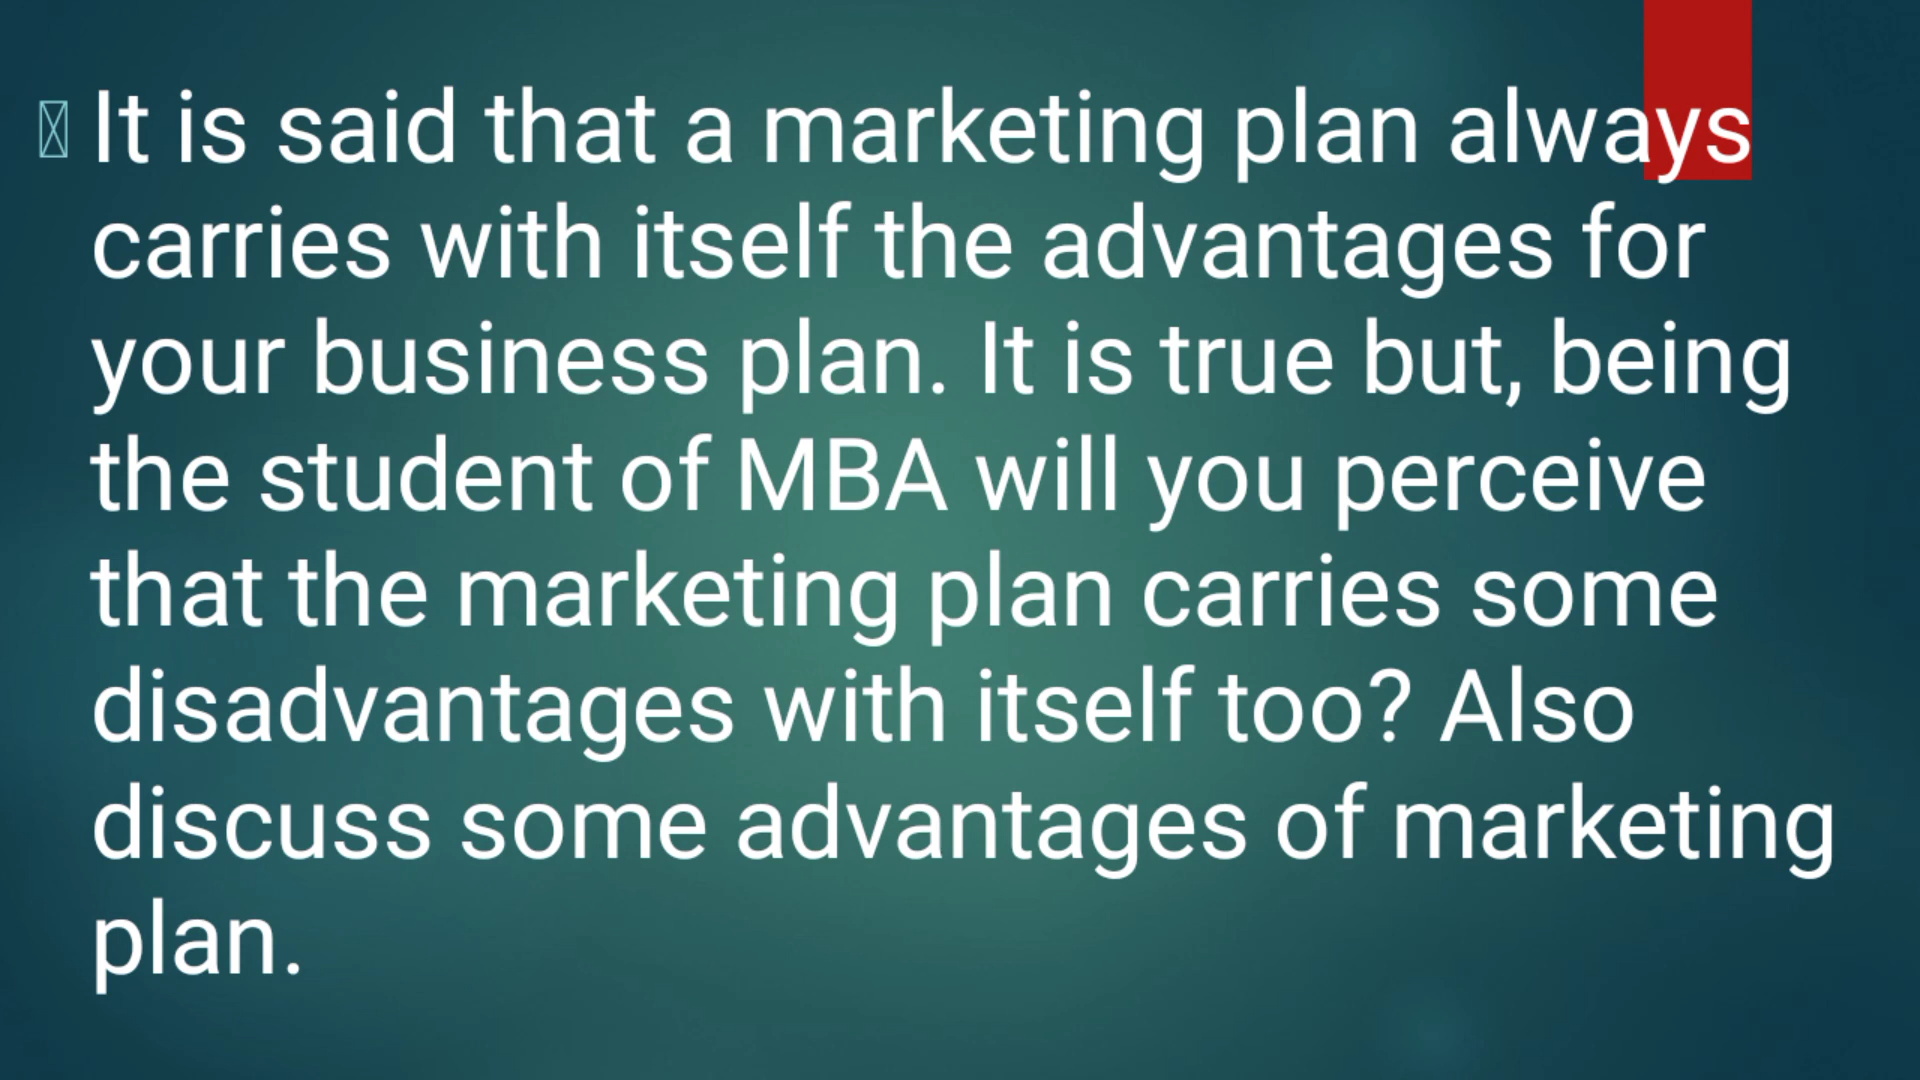 It is said that a marketing plan always
carries with itself the advantages for
your business plan. It is true but, being
the student of MBA will you perceive
that the marketing plan carries some
disadvantages with itself too? Also
discuss some advantages of marketing
plan.